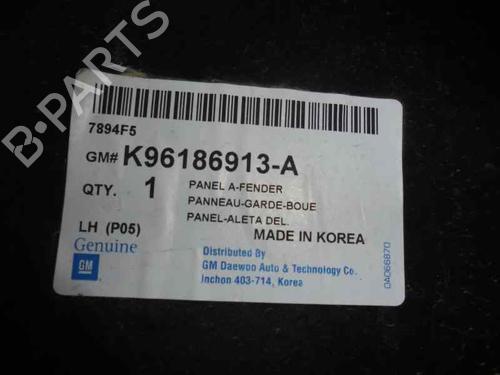 B-PARTS
7894F5
GM# K96186913-A
QTY. 1 PANEL A-FENDER
PANNEAU-GARDE-BOUE
PANEL-ALETA DEL.
LH (P05) MADE IN KOREA
Genuine
GM
Distributed By
GM Daewoo Auto & Technology Co.
Inchon 403-714, Korea
0A066870